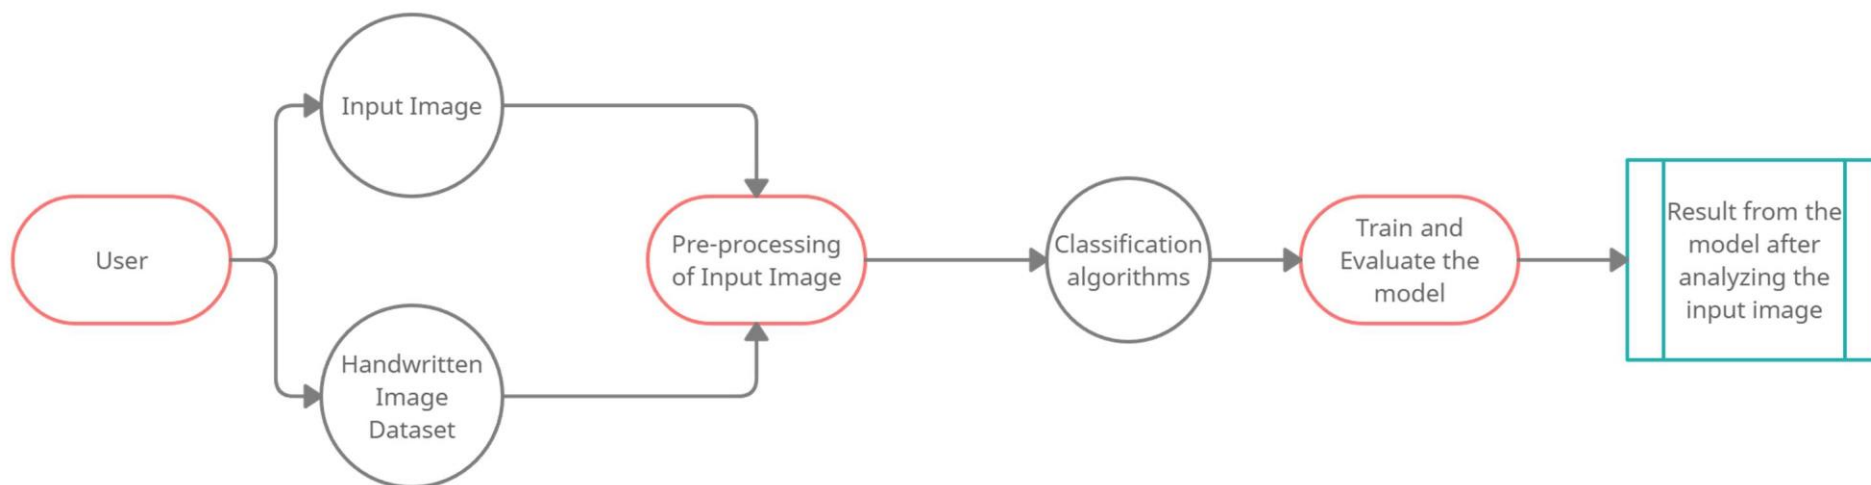 User
Input Image
Handwritten
Image
Dataset
Pre-processing
of Input Image
Classification
algorithms
Train and
Evaluate the
model
Result from the
model after
analyzing the
input image